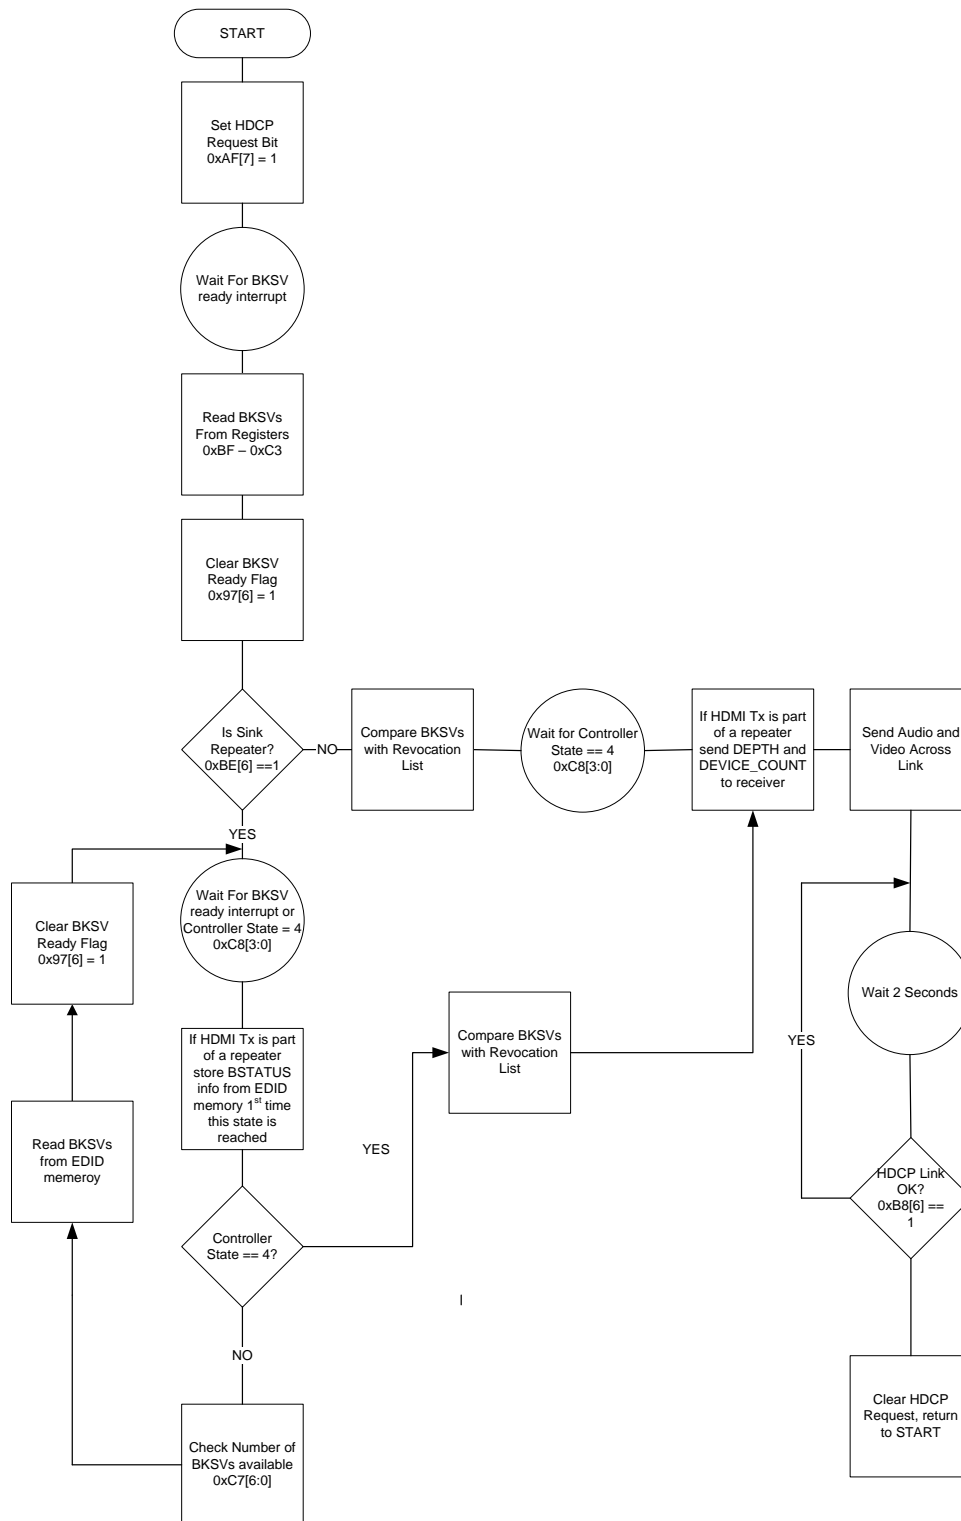 START
Set HDCP
Request Bit
0xAF[7] = 1
Wait For BKSV
ready interrupt
Read BKSVs
From Registers
0xBF – 0xC3
Clear BKSV
Ready Flag
0x97[6] = 1
Is Sink
Repeater?
0xBE[6] ==1
NO
Compare BKSVs
with Revocation
List
Wait for Controller
State == 4
0xC8[3:0]
If HDMI Tx is part
of a repeater
send DEPTH and
DEVICE_COUNT
to receiver
Send Audio and
Video Across
Link
YES
Clear BKSV
Ready Flag
0x97[6] = 1
Wait For BKSV
ready interrupt or
Controller State = 4
0xC8[3:0]
Wait 2 Seconds
YES
If HDMI Tx is part
of a repeater
store BSTATUS
info from EDID
memory 1st time
this state is
reached
Compare BKSVs
with Revocation
List
YES
Read BKSVs
from EDID
memeroy
HDCP Link
OK?
0xB8[6] ==
1
Controller
State == 4?
NO
Clear HDCP
Request, return
to START
Check Number of
BKSVs available
0xC7[6:0]